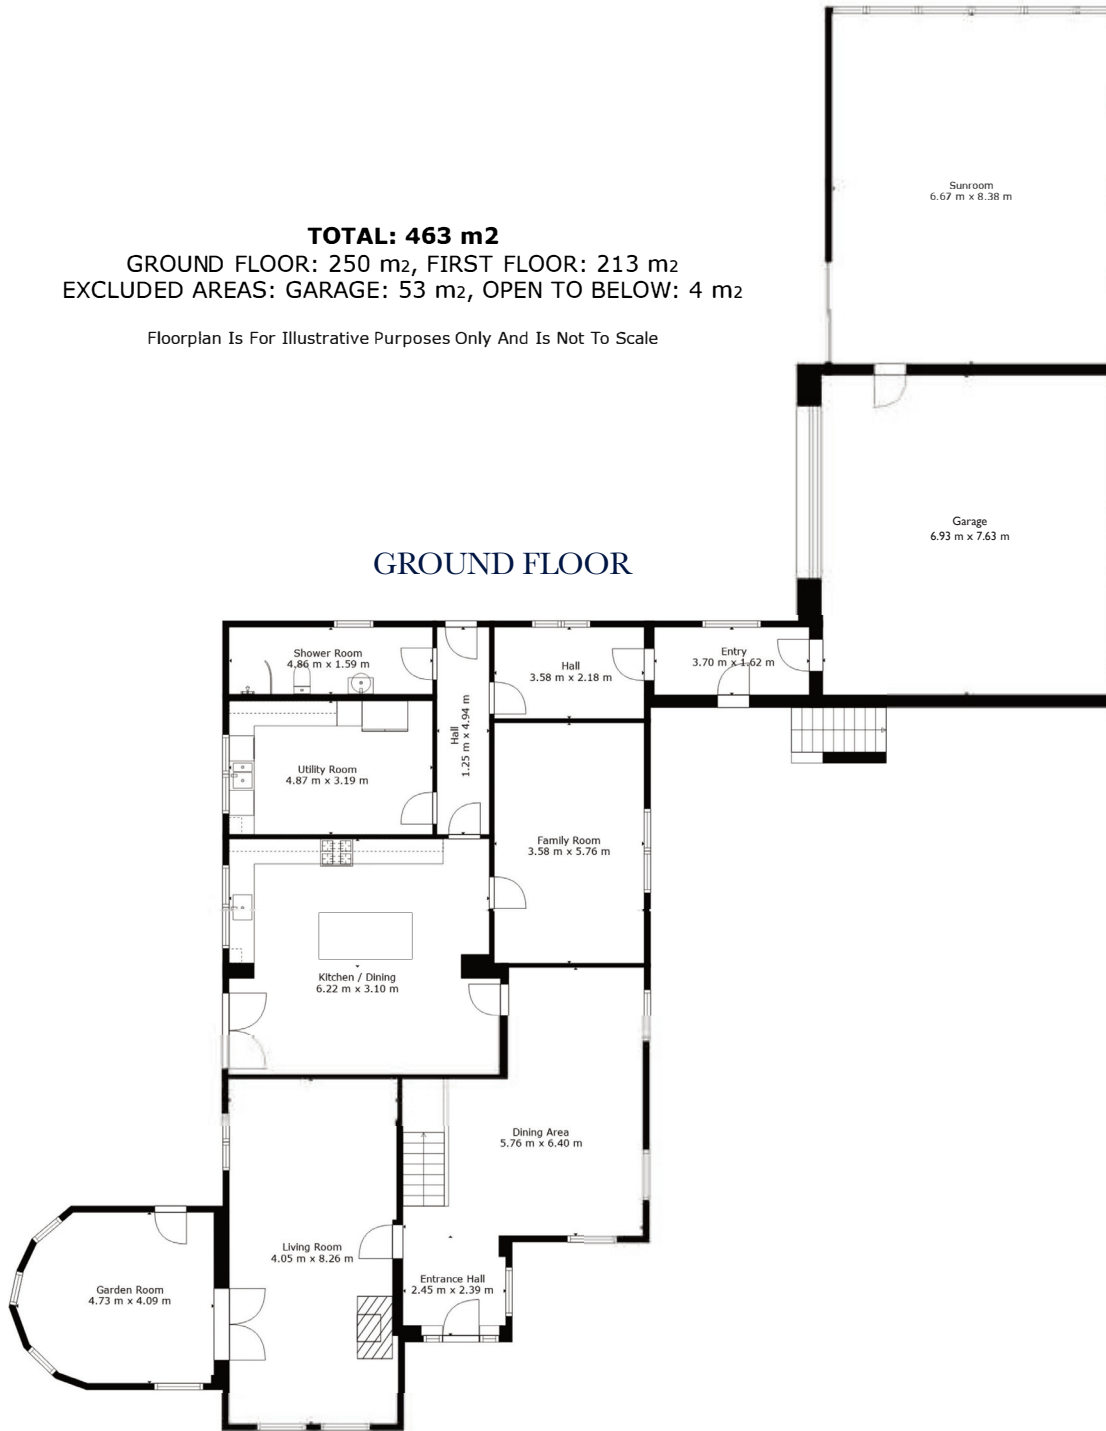 Sunroom
6.67 m x 8.38 m
TOTAL: 463 m2
GROUND FLOOR: 250 m2, FIRST FLOOR: 213 m2
EXCLUDED AREAS: GARAGE: 53 m2, OPEN TO BELOW: 4 m2
Floorplan Is For Illustrative Purposes Only And Is Not To Scale
Garage
6.93 m x 7.63 m
GROUND FLOOR
Shower Room
4.86 m x 1.59 m
Hall
3.58 m x 2.18 m
Entry
3.70 m x 1.62 m
Hall
1.25 m x 4.94 m
Utility Room
4.87 m x 3.19 m
Family Room
3.58 m x 5.76 m
Kitchen / Dining
6.22 m x 3.10 m
Dining Area
5.76 m x 6.40 m
Living Room
4.05 m x 8.26 m
Entrance Hall
2.45 m x 2.39 m
Garden Room
4.73 m x 4.09 m